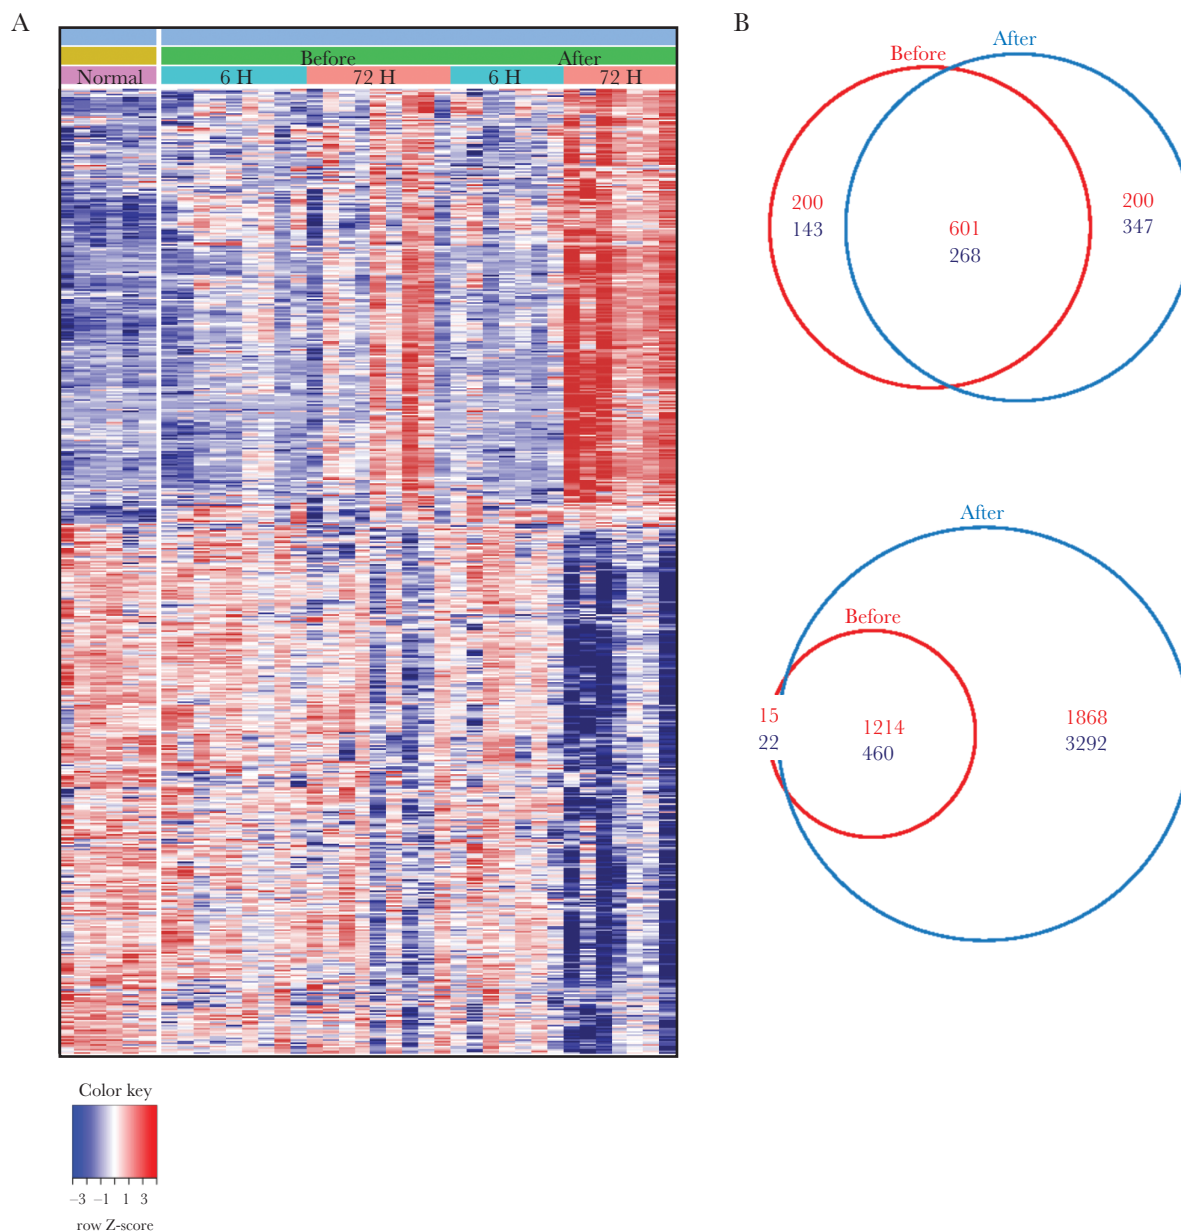 A
Before After
Normal 6 H 72 H 6 H 72 H
Color key
–3 –1 1 3
row Z-score
B
Before
After
200
143
601
268
200
347
After
Before
15
22
1214
460
1868
3292